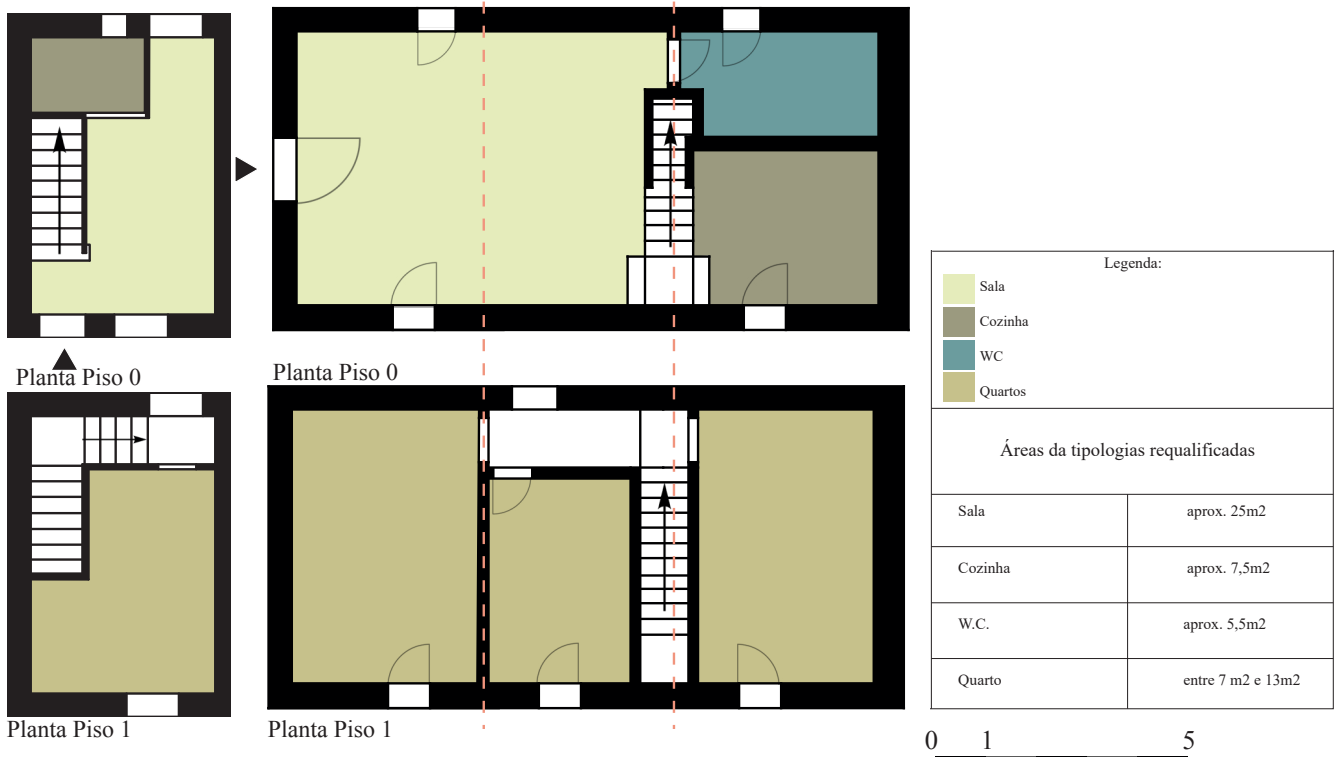 Planta Piso 0
Planta Piso 0
Planta Piso 1
Planta Piso 1
Legenda:
Sala
Cozinha
WC
Quartos
Áreas da tipologias requalificadas
Sala aprox. 25m2
Cozinha aprox. 7,5m2
W.C. aprox. 5,5m2
Quarto entre 7 m2 e 13m2
0 1 5